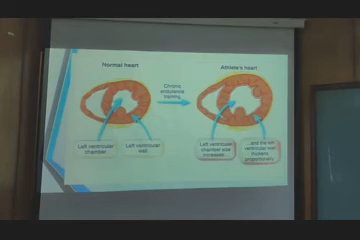 Normal heart
Athlete's heart
Chronic
endurance
training
Left ventricular
chamber
Left ventricular
wall
Left ventricular
chamber size
increases...
...and the left
ventricular wall
thickens
proportionally